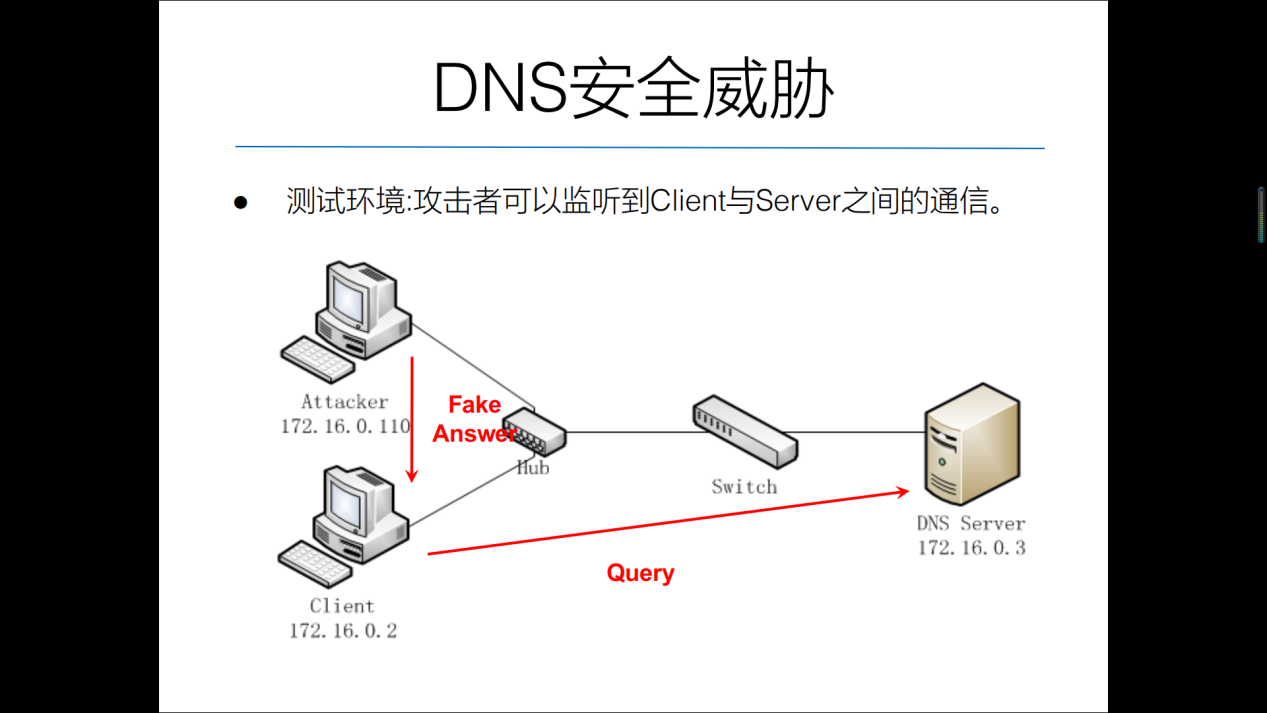 DNS安全威胁
● 测试环境:攻击者可以监听到Client与Server之间的通信。
Attacker
172.16.0.110
Fake
Answer
Hub
Switch
DNS Server
172.16.0.3
Query
Client
172.16.0.2